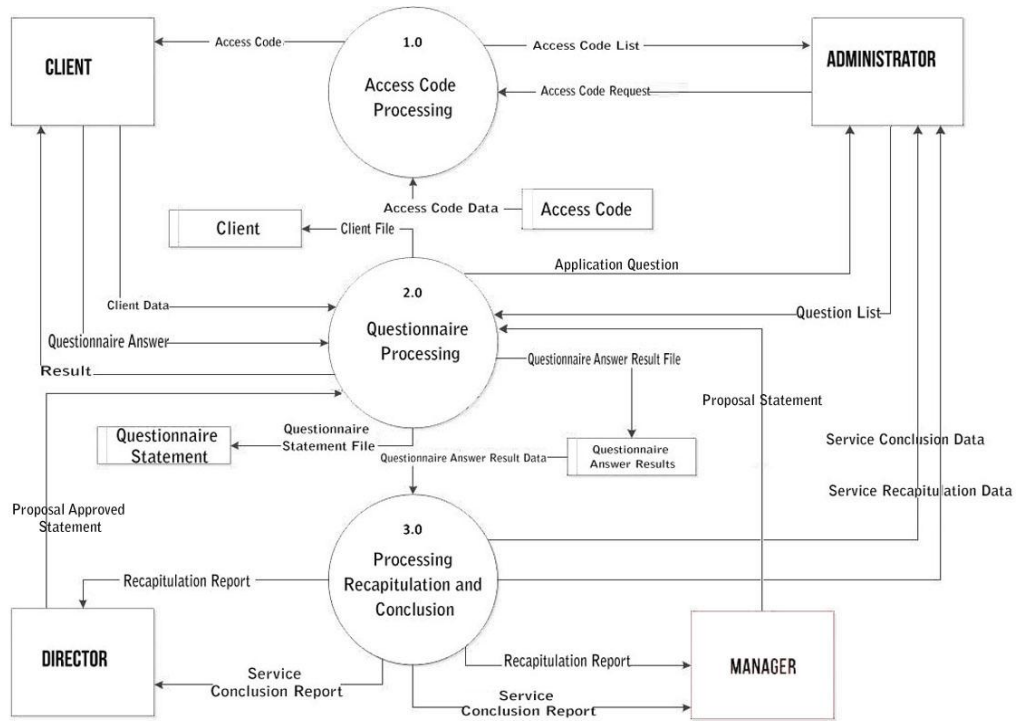 CLIENT
Access Code
1.0
Access Code
Processing
Access Code List
Access Code Request
ADMINISTRATOR
Access Code Data
Access Code
Client
Client File
Application Question
2.0
Questionnaire
Processing
Client Data
Question List
Questionnaire Answer
Questionnaire Answer Result File
Result
Proposal Statement
Questionnaire
Statement
Questionnaire
Statement File
Questionnaire Answer Result Data
Questionnaire
Answer Results
Service Conclusion Data
Service Recapitulation Data
Proposal Approved
Statement
3.0
Processing
Recapitulation and
Conclusion
Recapitulation Report
DIRECTOR
Service
Conclusion Report
Recapitulation Report
Service
Conclusion Report
MANAGER